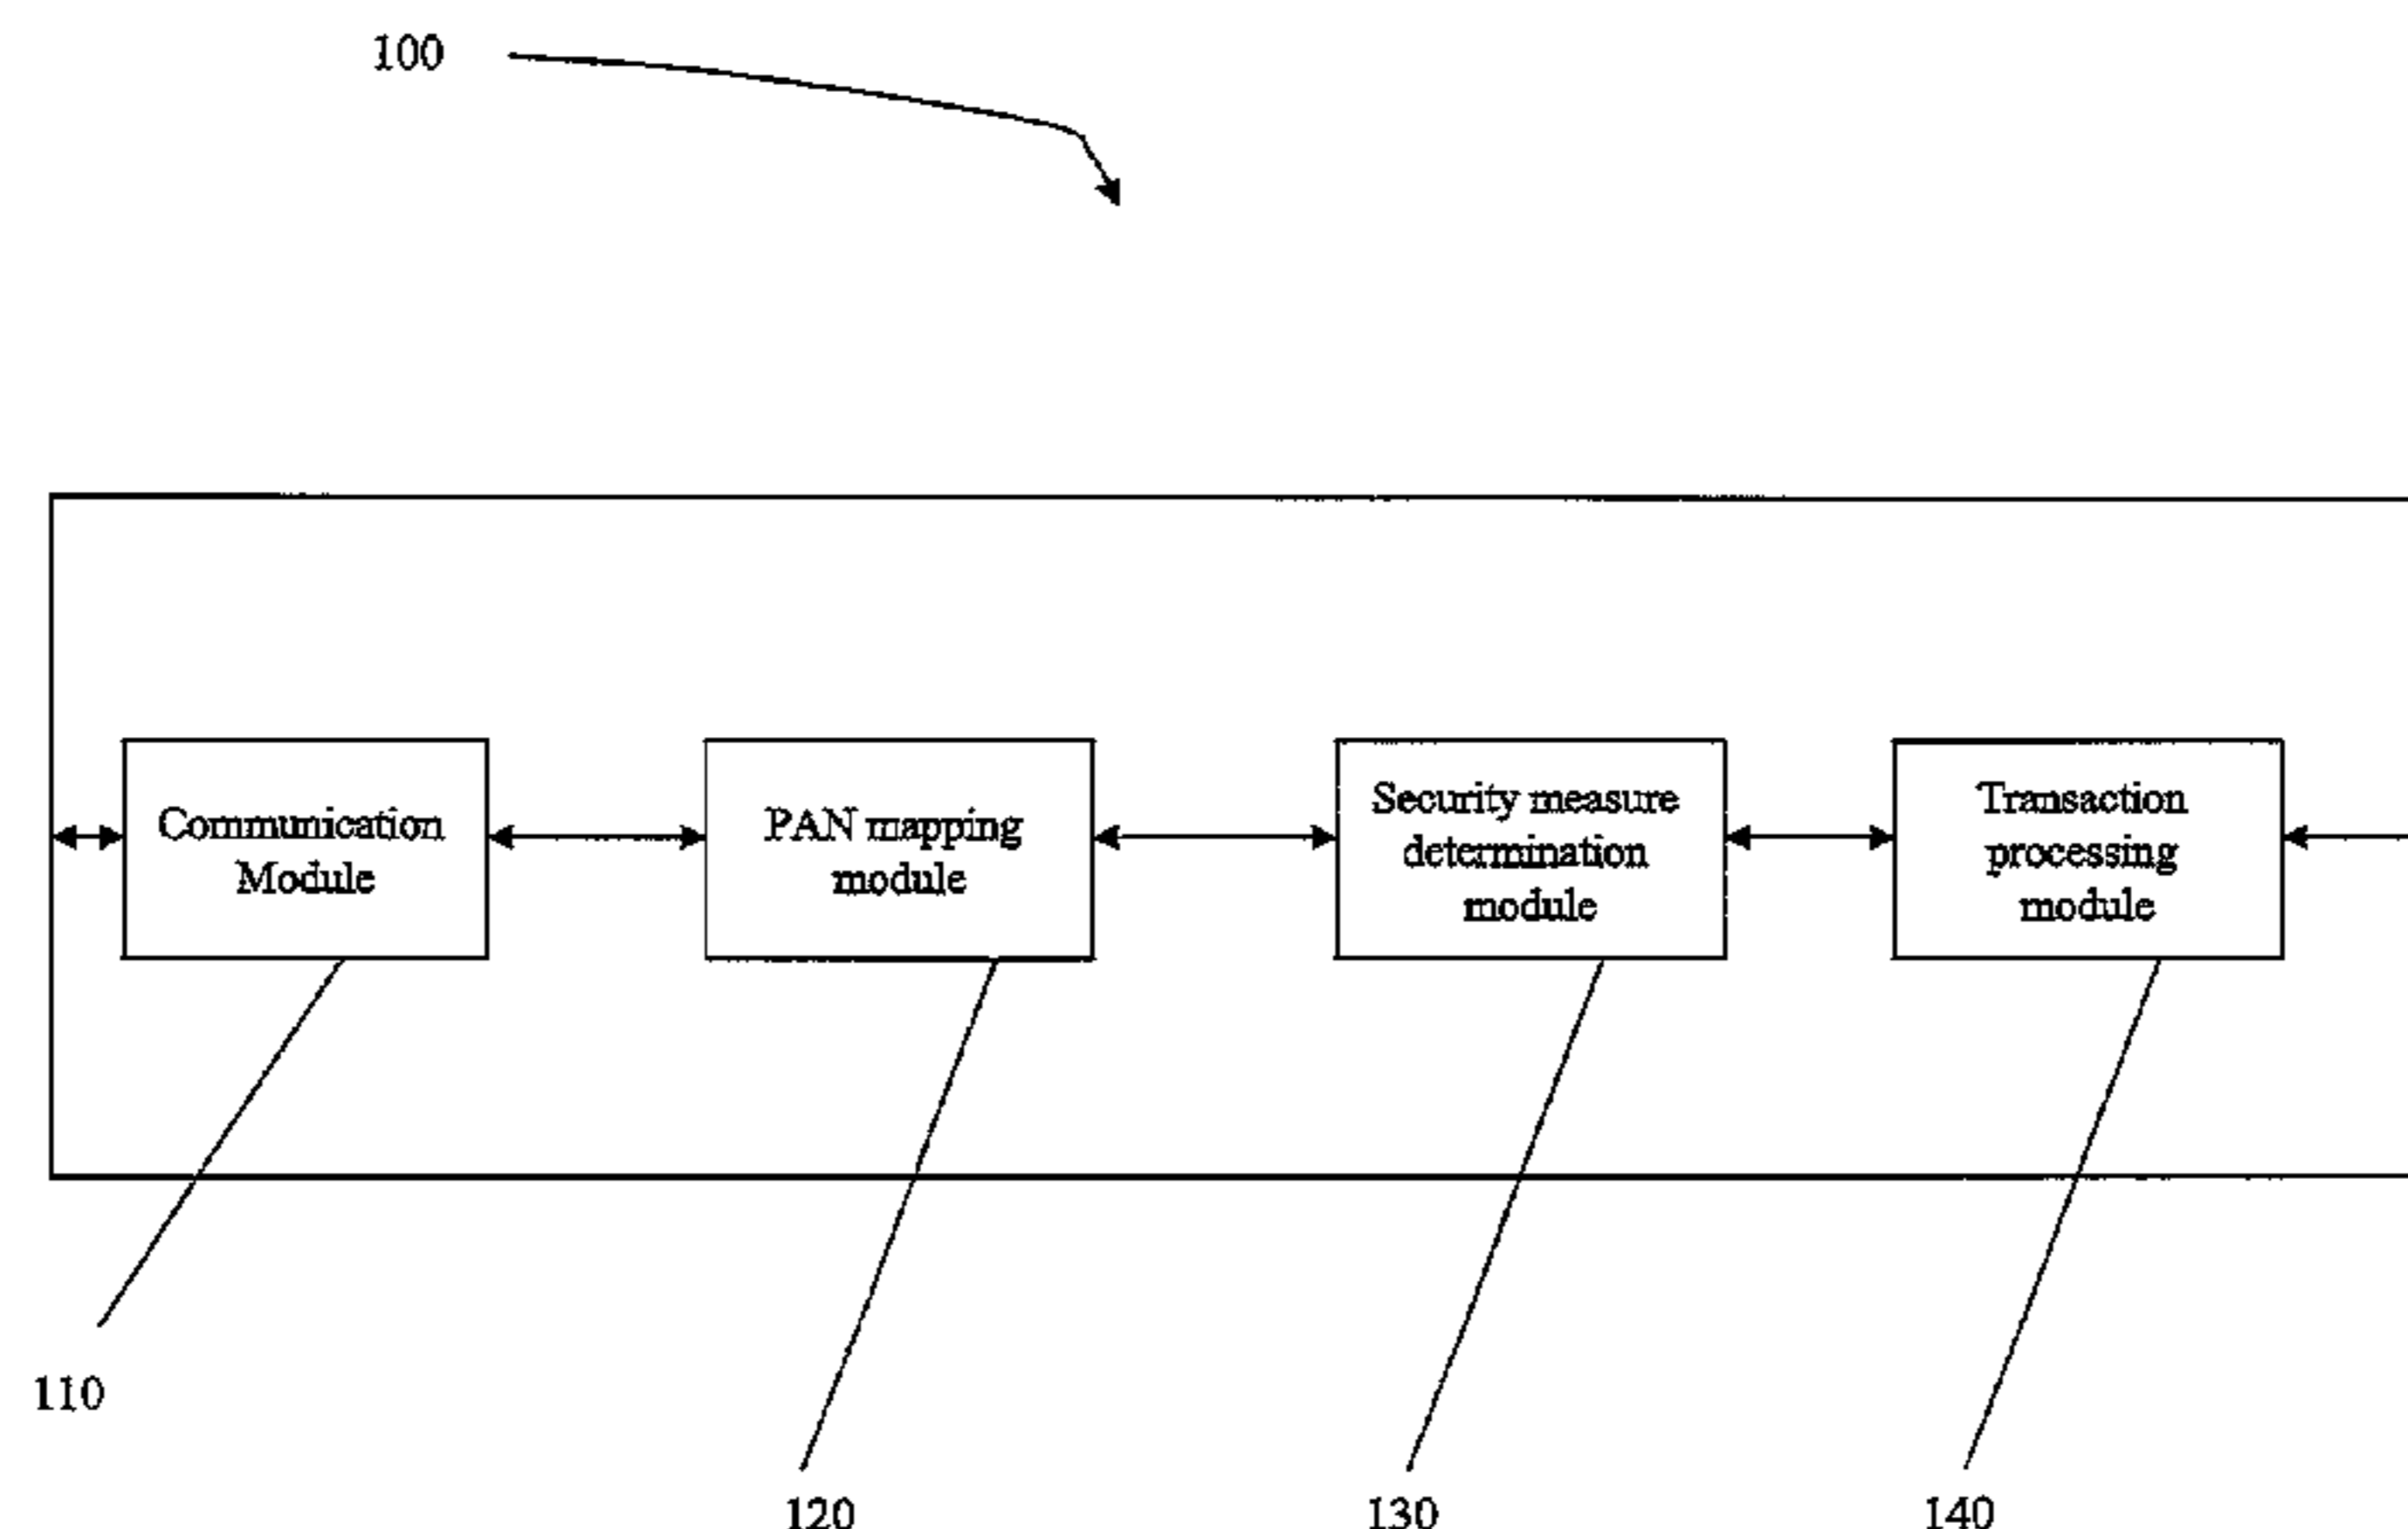 100
Communication
Module
PAN mapping
module
Security measure
determination
module
Transaction
processing
module
110
120
130
140